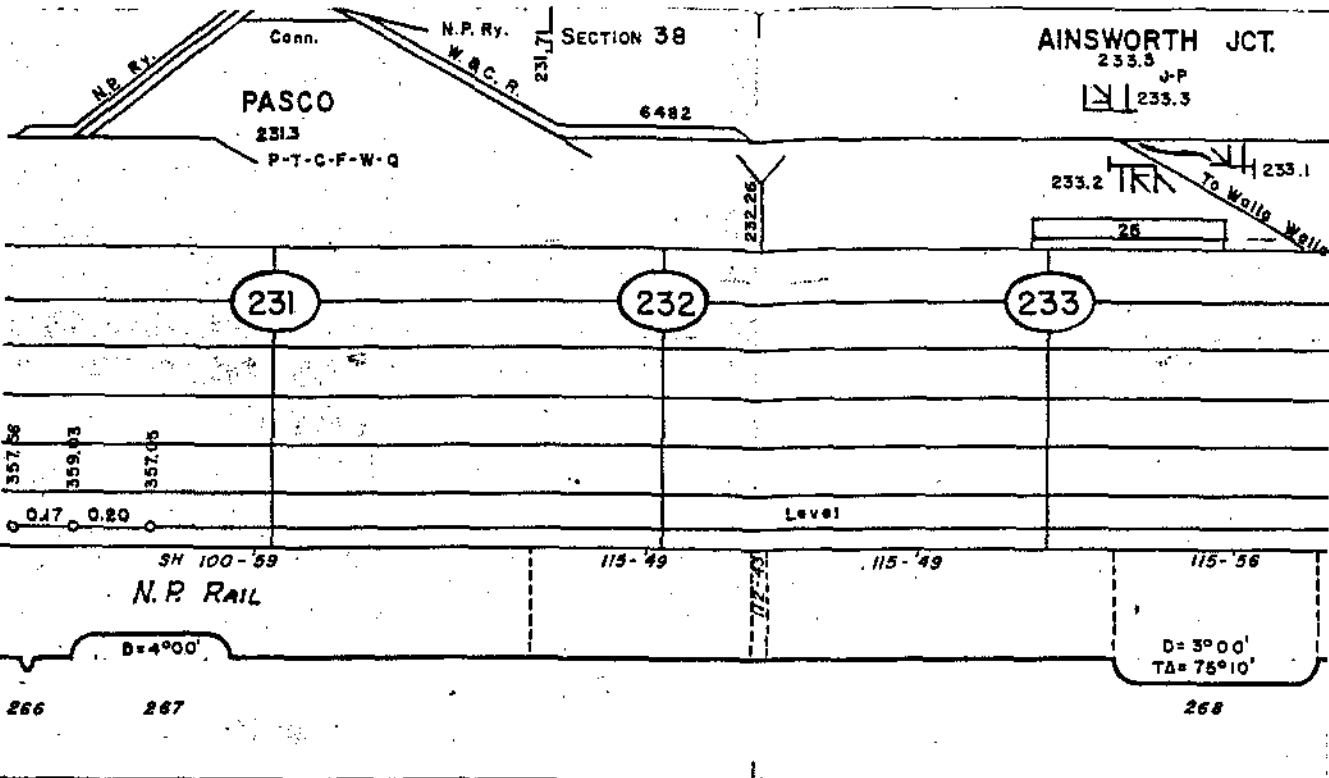 N.P. Ry.
Conn.
N.P. Ry.
W. & C. R.
231.71
SECTION 38
AINSWORTH JCT.
233.3
J-P
233.3
PASCO
231.3
P-T-C-F-W-Q
6482
232.26
233.2
233.1
To Walla Walla
26
231
232
233
359.03
357.05
0.17
0.20
Level
SH 100-'59
115-'49
112-'43
115-'49
115-'56
N.P. RAIL
D=4°00'
D=3°00'
TΔ=75°10'
266
267
268